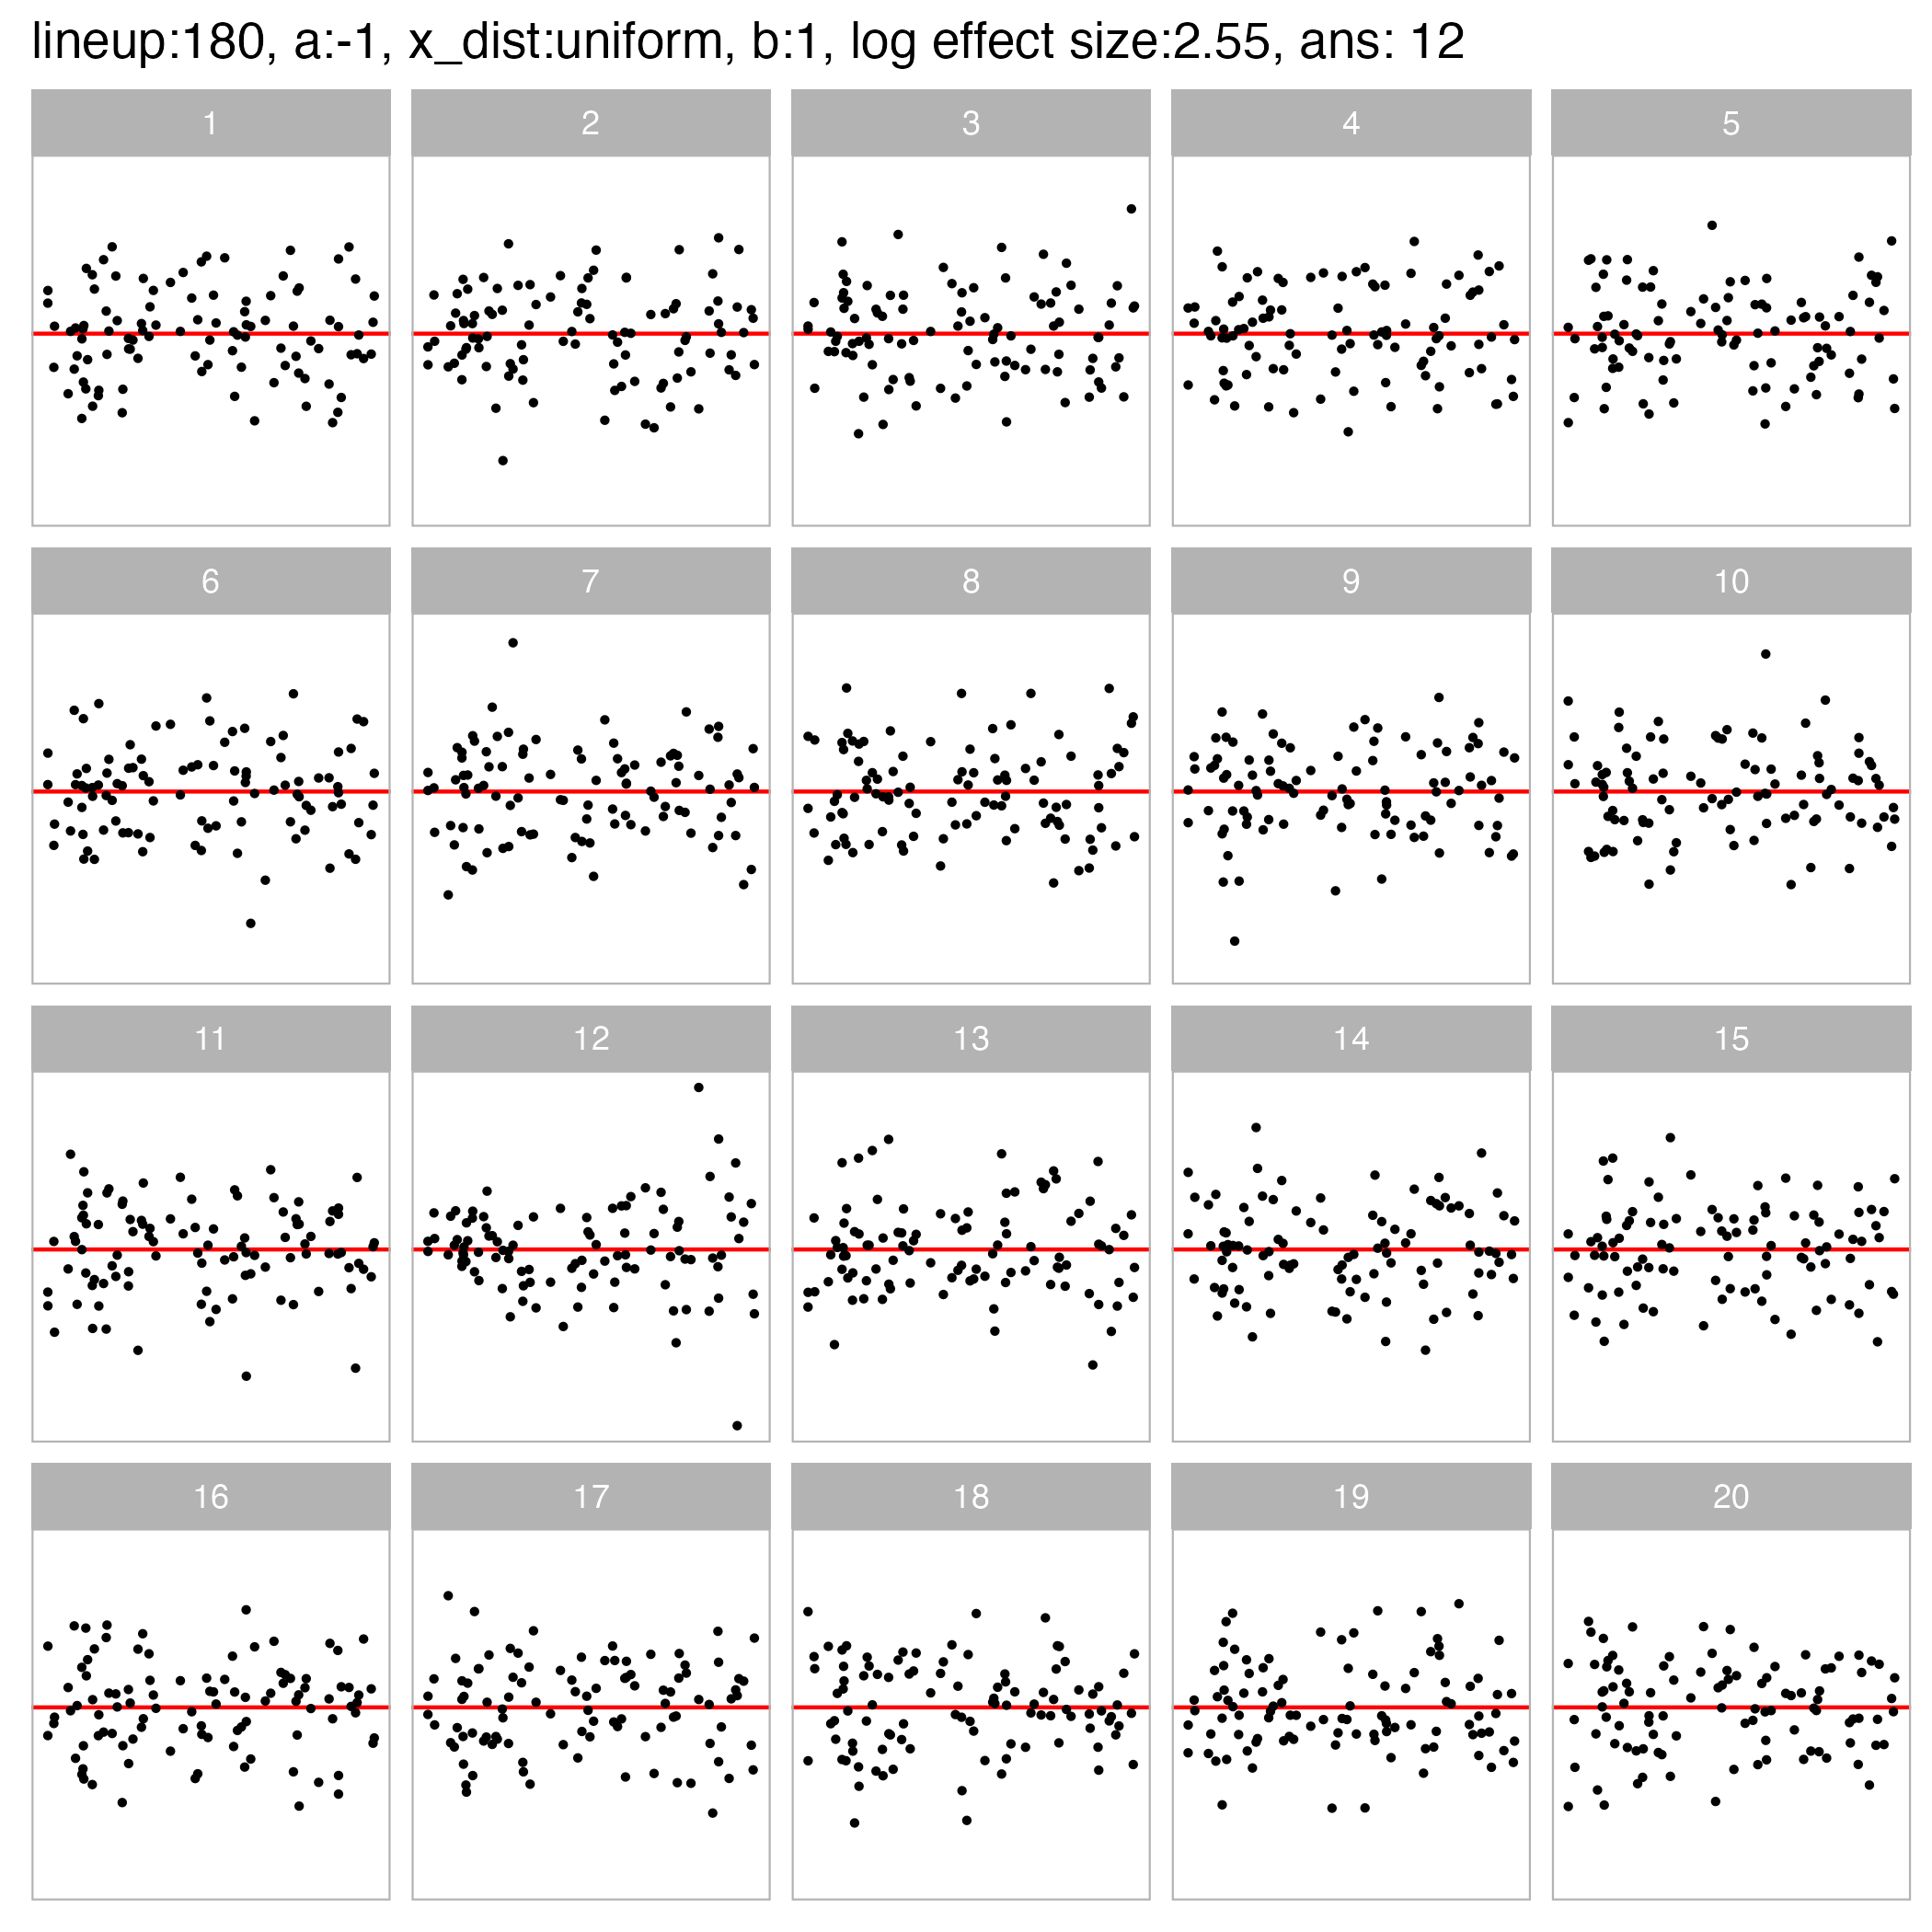 lineup:180, a:-1, x_dist:uniform, b:1, log effect size:2.55, ans: 12
1 2 3 4 5
6 7 8 9 10
11 12 13 14 15
16 17 18 19 20